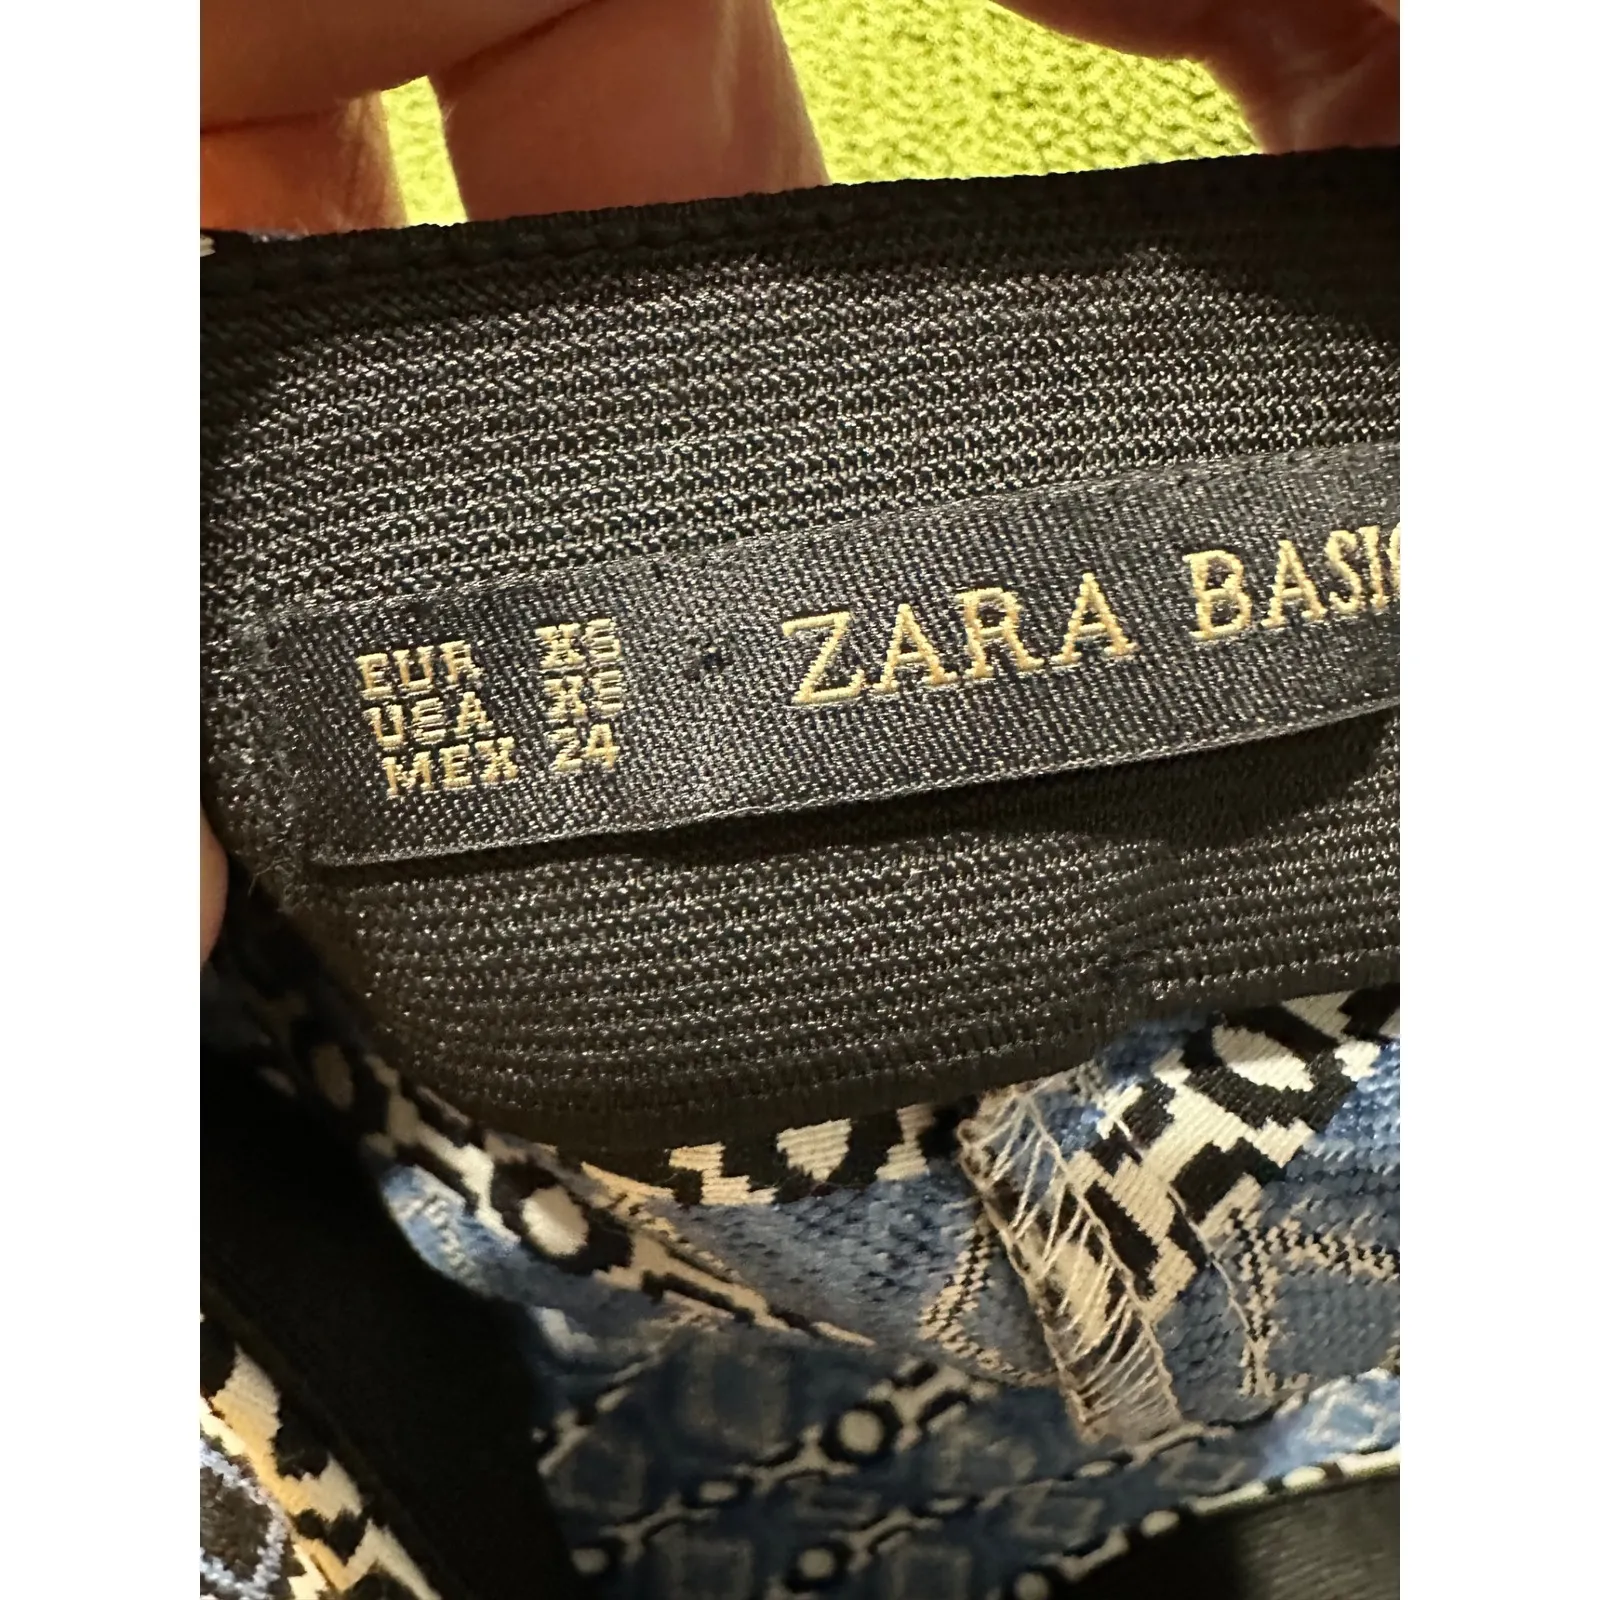 EUR XS
USA XS
MEX 24
ZARA BASIC